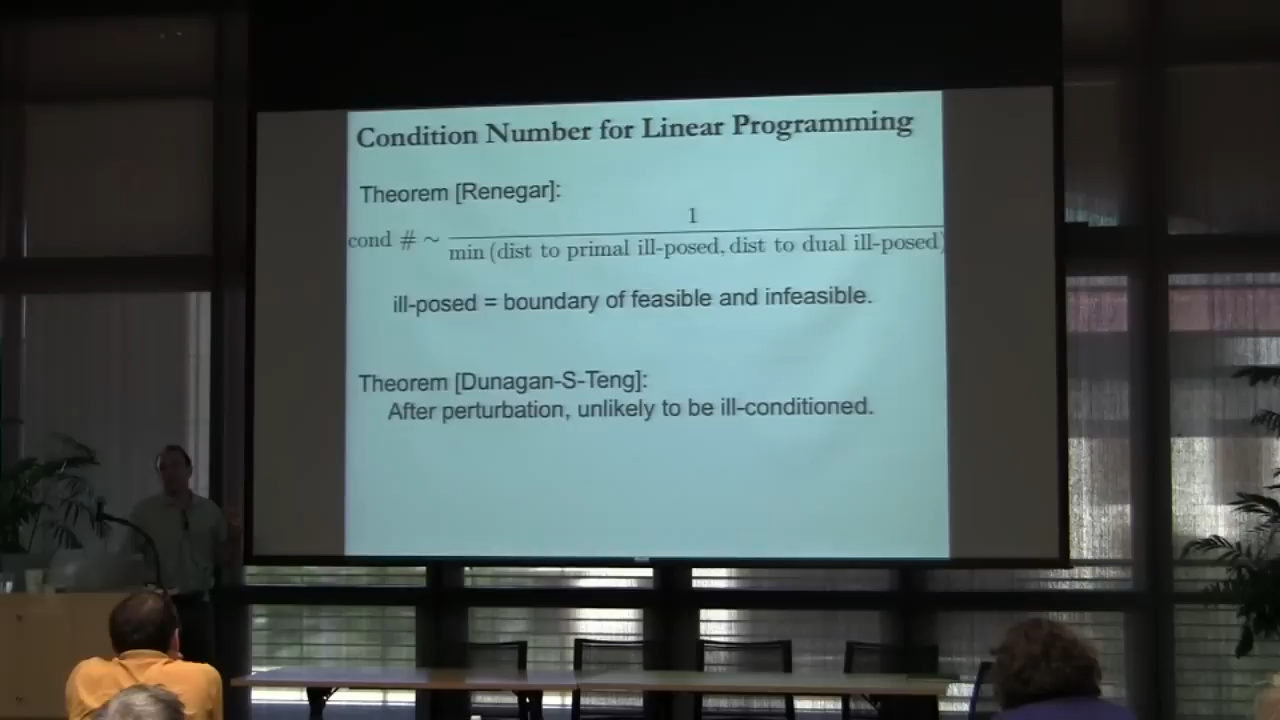 Condition Number for Linear Programming
Theorem [Renegar]:
1
cond # ~
min (dist to primal ill-posed, dist to dual ill-posed)
ill-posed = boundary of feasible and infeasible.
Theorem [Dunagan-S-Teng]:
After perturbation, unlikely to be ill-conditioned.